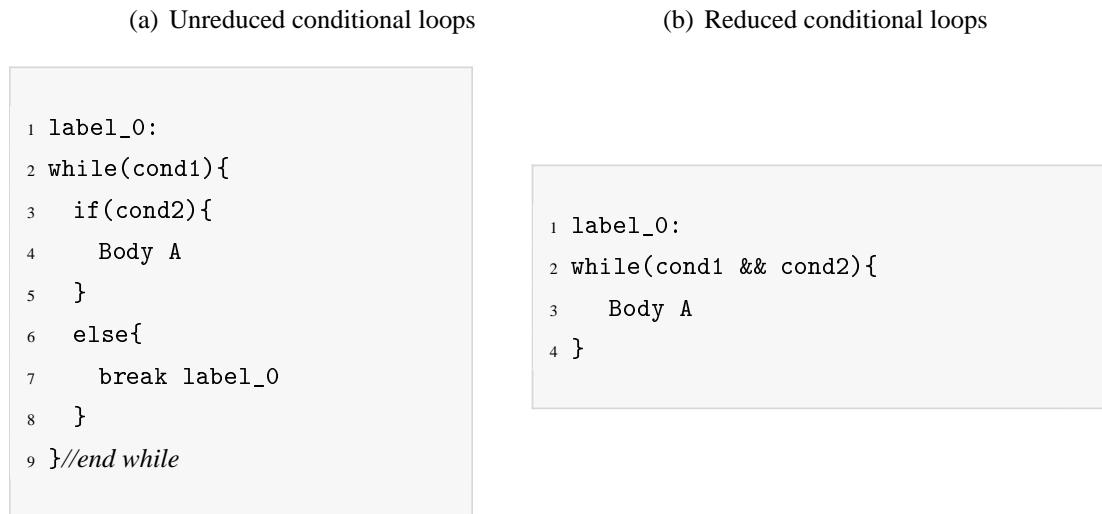 (a) Unreduced conditional loops
1 label_0:
2 while(cond1){
3 if(cond2){
4 Body A
5 }
6 else{
7 break label_0
8 }
9 }//end while
(b) Reduced conditional loops
1 label_0:
2 while(cond1 && cond2){
3 Body A
4 }